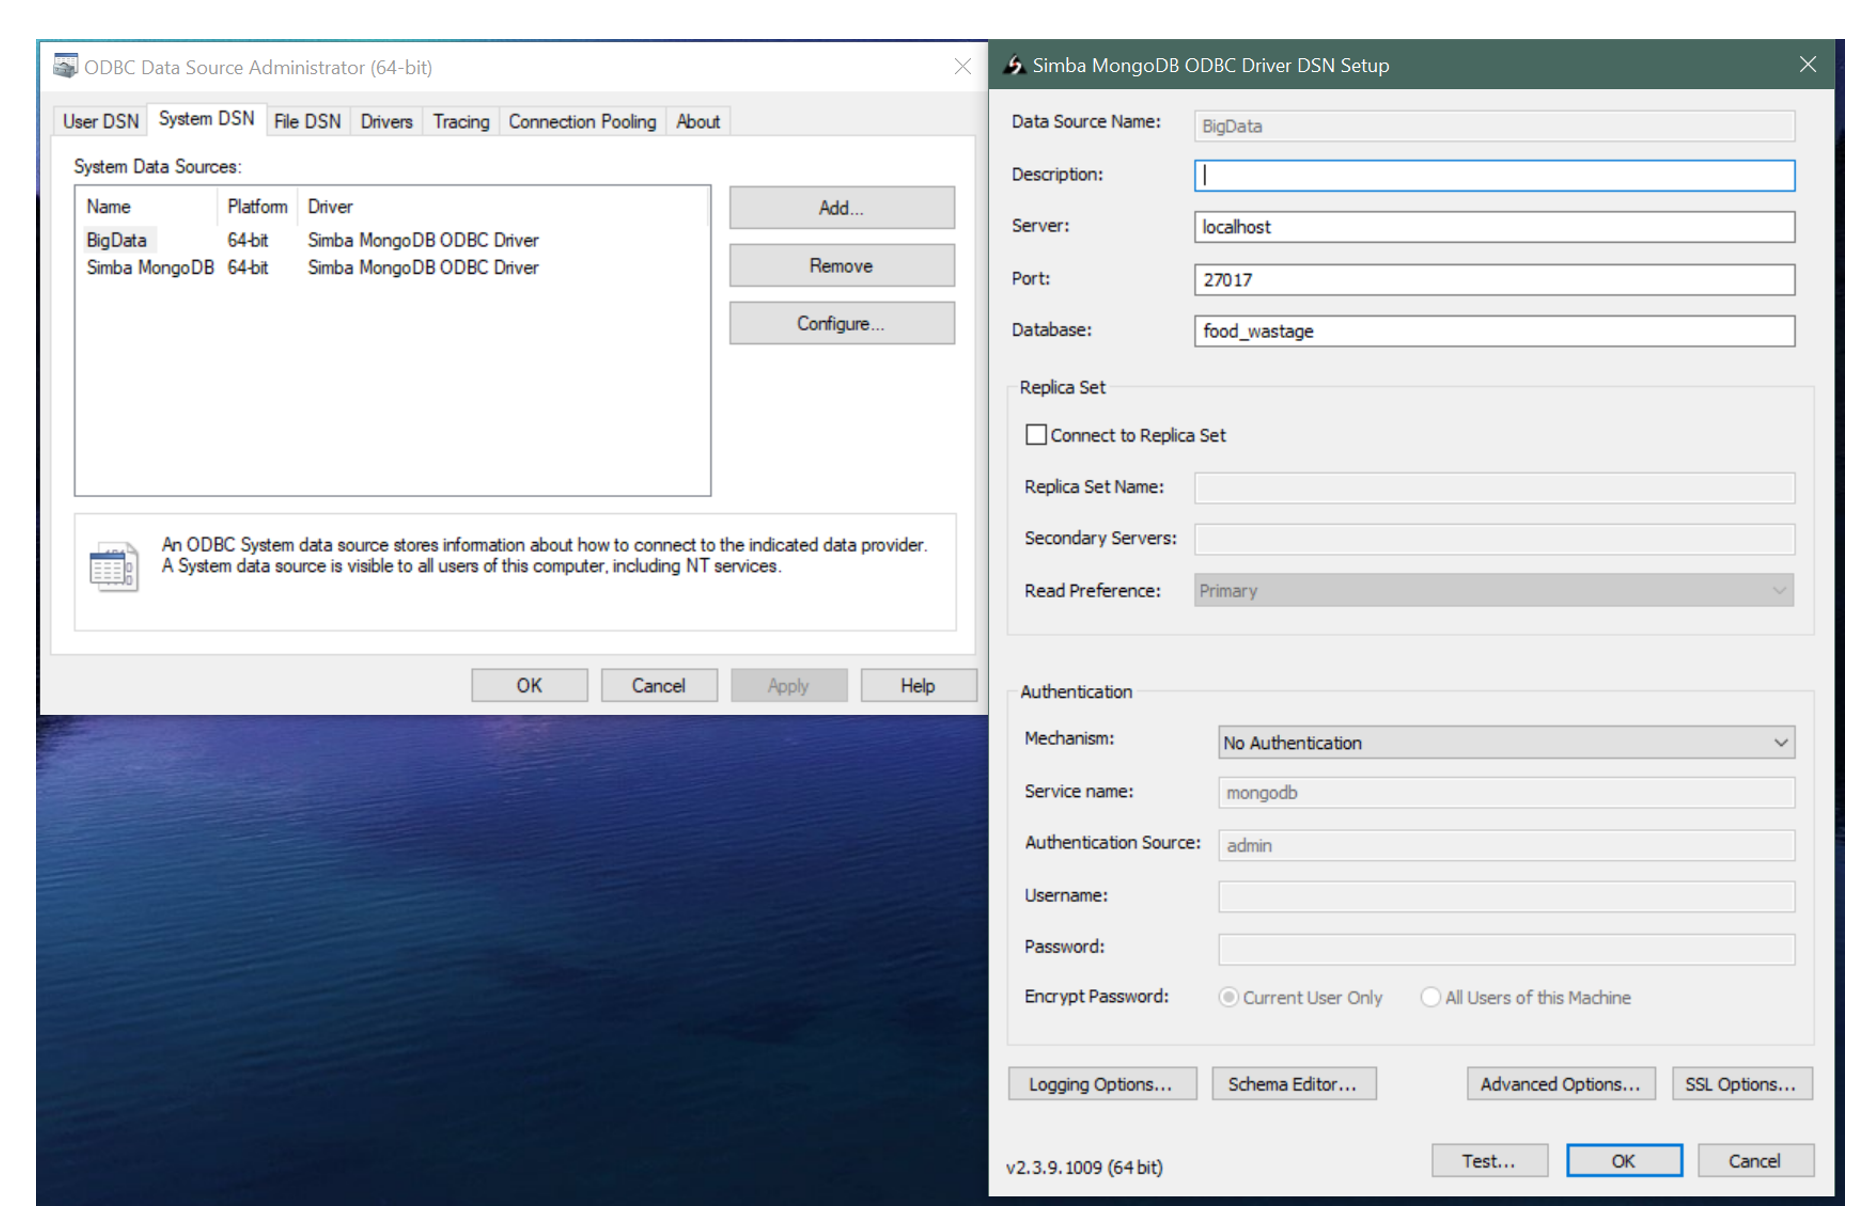 ODBC Data Source Administrator (64-bit)
User DSN System DSN File DSN Drivers Tracing Connection Pooling About
System Data Sources:
Name Platform Driver
BigData 64-bit Simba MongoDB ODBC Driver
Simba MongoDB 64-bit Simba MongoDB ODBC Driver
Add...
Remove
Configure...
An ODBC System data source stores information about how to connect to the indicated data provider.
A System data source is visible to all users of this computer, including NT services.
OK Cancel Apply Help
Simba MongoDB ODBC Driver DSN Setup
Data Source Name: BigData
Description:
Server: localhost
Port: 27017
Database: food_wastage
Replica Set
Connect to Replica Set
Replica Set Name:
Secondary Servers:
Read Preference: Primary
Authentication
Mechanism: No Authentication
Service name: mongodb
Authentication Source: admin
Username:
Password:
Encrypt Password: Current User Only All Users of this Machine
Logging Options... Schema Editor... Advanced Options... SSL Options...
v2.3.9.1009 (64 bit) Test... OK Cancel